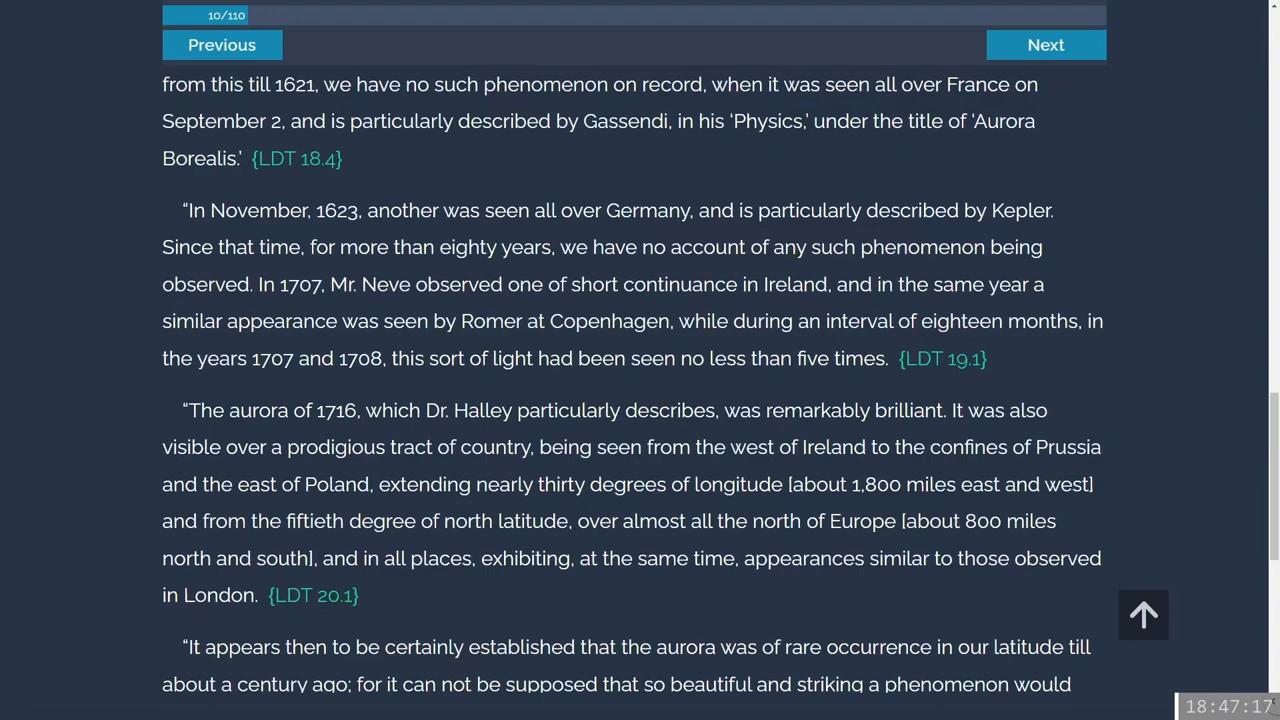 10/110
Previous
Next
from this till 1621, we have no such phenomenon on record, when it was seen all over France on
September 2, and is particularly described by Gassendi, in his ‘Physics,’ under the title of ‘Aurora
Borealis.’ {LDT 18.4}
“In November, 1623, another was seen all over Germany, and is particularly described by Kepler.
Since that time, for more than eighty years, we have no account of any such phenomenon being
observed. In 1707, Mr. Neve observed one of short continuance in Ireland, and in the same year a
similar appearance was seen by Romer at Copenhagen, while during an interval of eighteen months, in
the years 1707 and 1708, this sort of light had been seen no less than five times. {LDT 19.1}
“The aurora of 1716, which Dr. Halley particularly describes, was remarkably brilliant. It was also
visible over a prodigious tract of country, being seen from the west of Ireland to the confines of Prussia
and the east of Poland, extending nearly thirty degrees of longitude [about 1,800 miles east and west]
and from the fiftieth degree of north latitude, over almost all the north of Europe [about 800 miles
north and south], and in all places, exhibiting, at the same time, appearances similar to those observed
in London. {LDT 20.1}
“It appears then to be certainly established that the aurora was of rare occurrence in our latitude till
about a century ago; for it can not be supposed that so beautiful and striking a phenomenon would
18:47:17